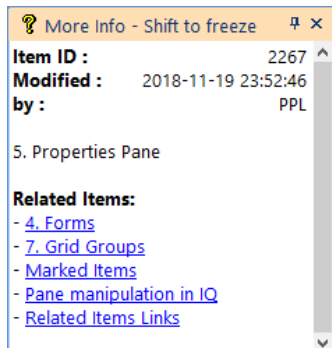 More Info - Shift to freeze
Item ID : 2267
Modified : 2018-11-19 23:52:46
by : PPL
5. Properties Pane
Related Items:
- 4. Forms
- 7. Grid Groups
- Marked Items
- Pane manipulation in IQ
- Related Items Links